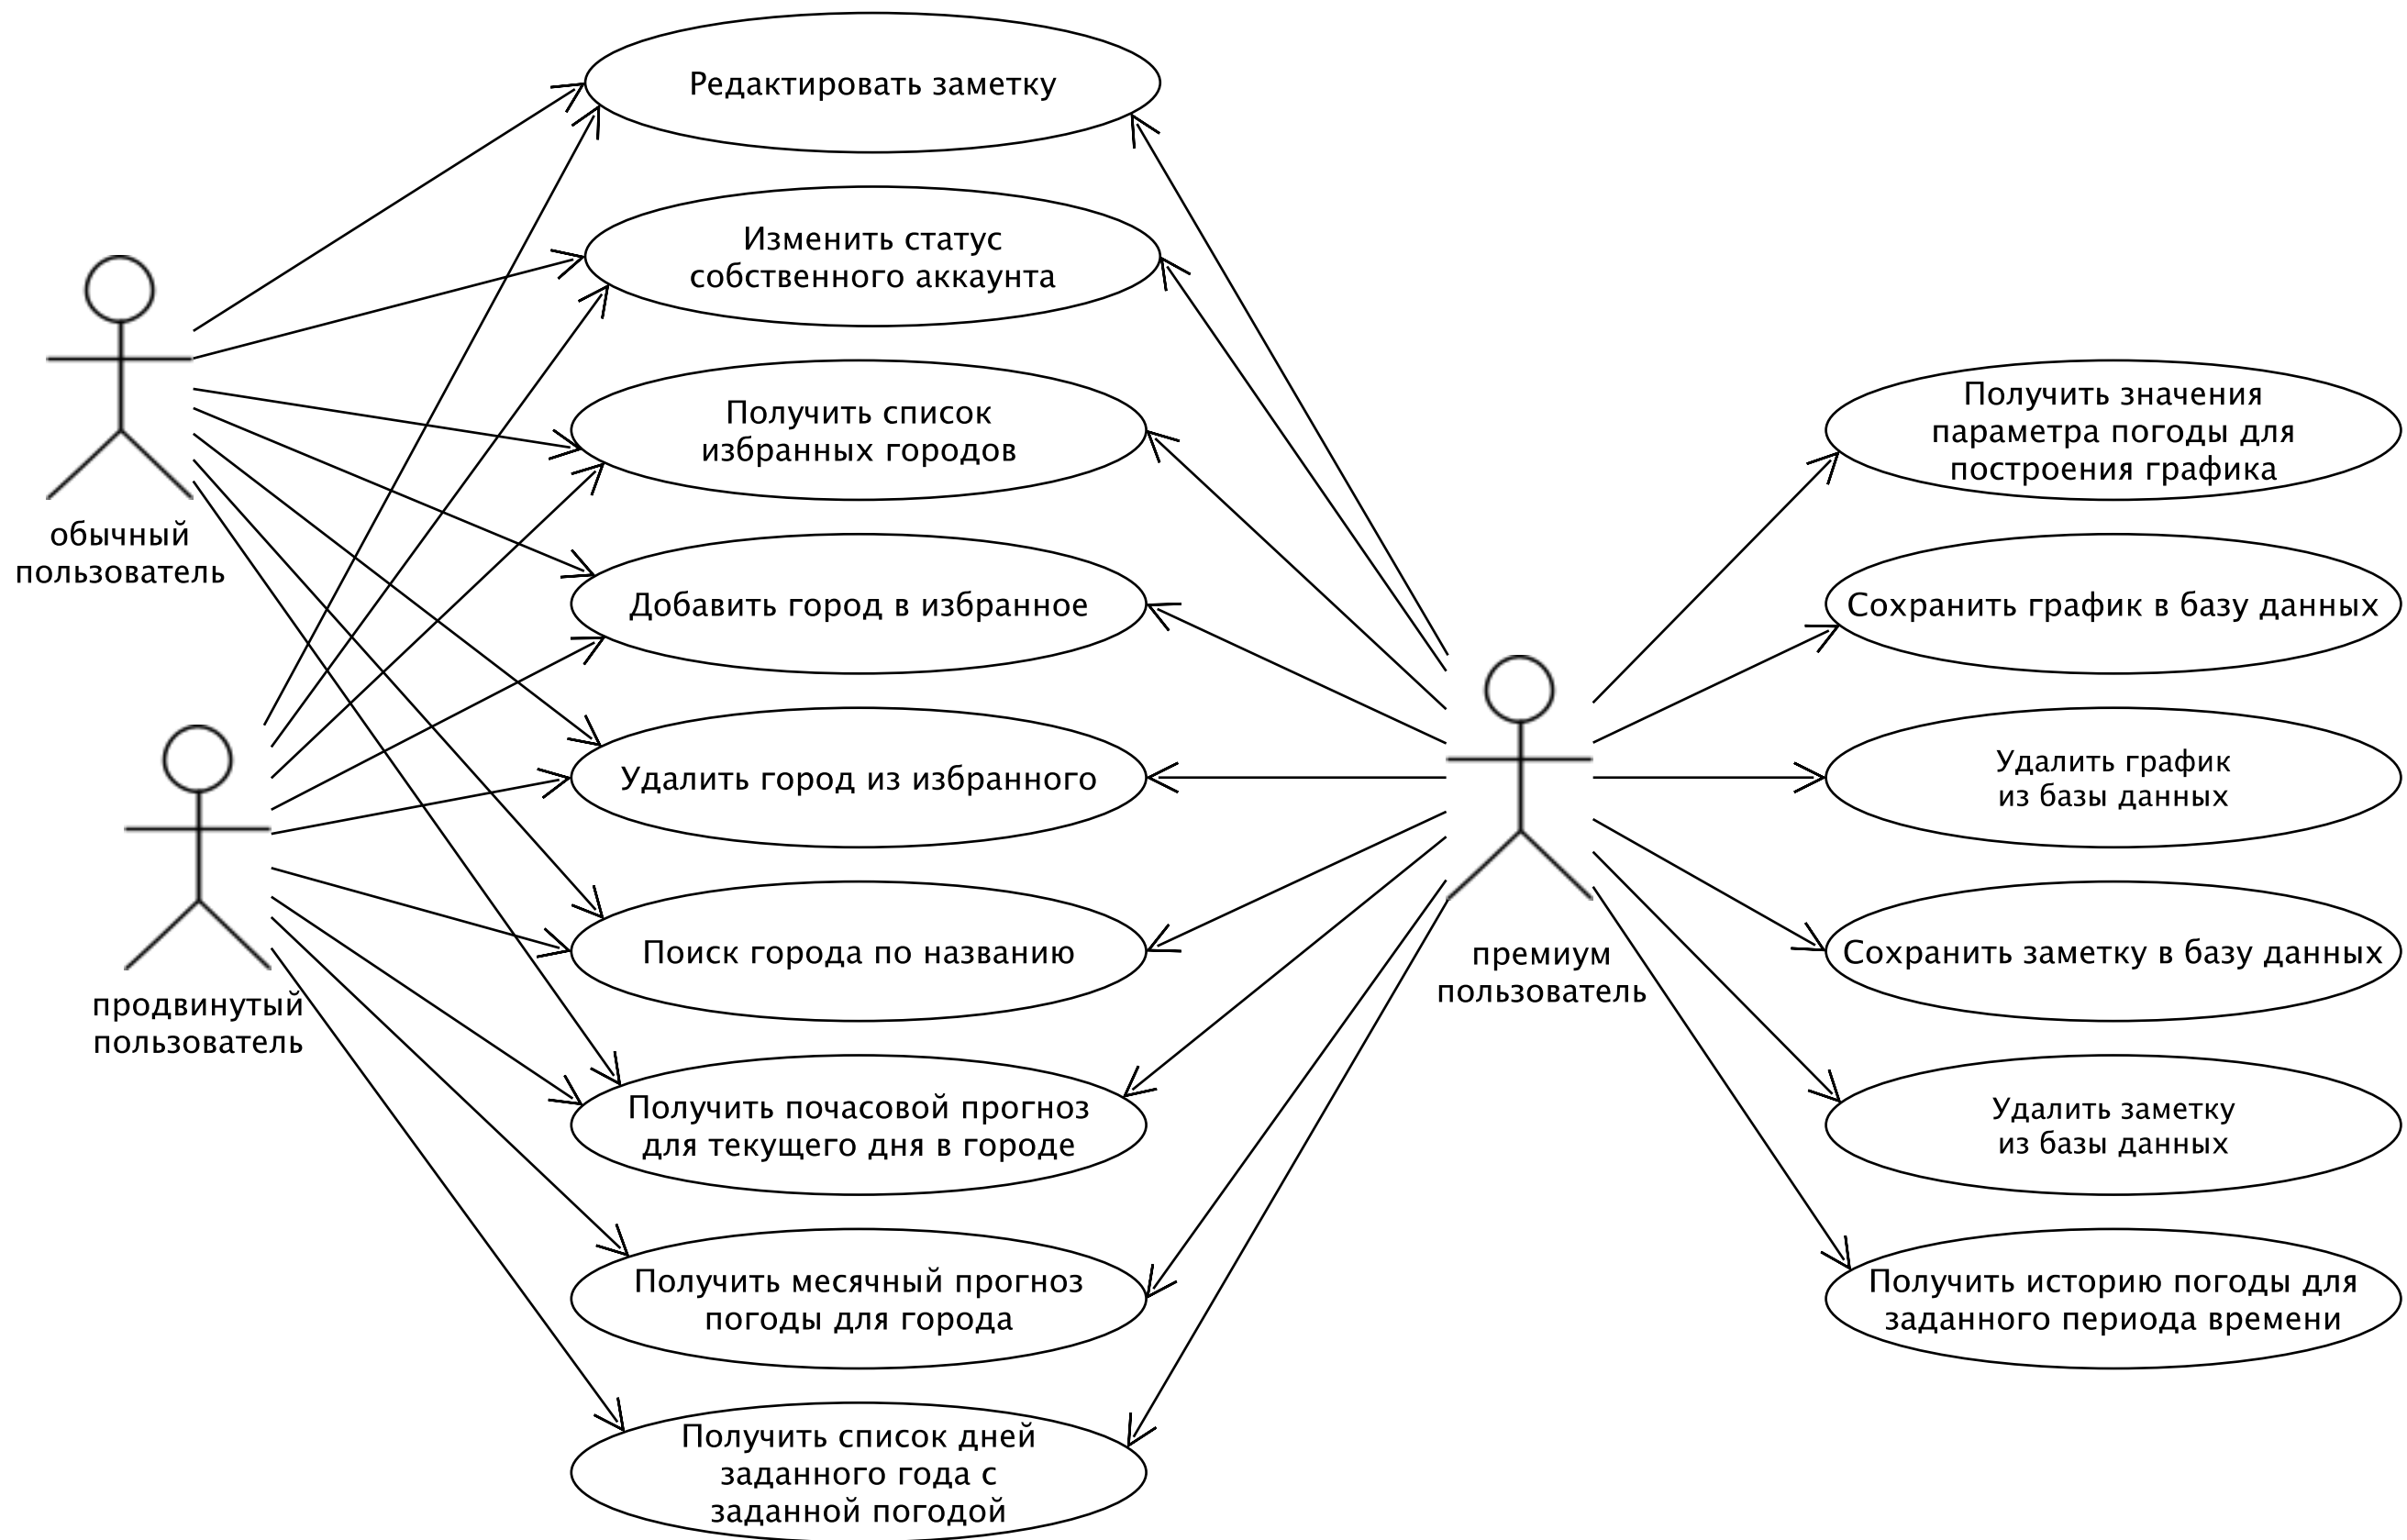 Редактировать заметку
Изменить статус
собственного аккаунта
Получить список
избранных городов
Добавить город в избранное
Удалить город из избранного
Поиск города по названию
Получить почасовой прогноз
для текущего дня в городе
Получить месячный прогноз
погоды для города
Получить список дней
заданного года с
заданной погодой
обычный
пользователь
продвинутый
пользователь
премиум
пользователь
Получить значения
параметра погоды для
построения графика
Сохранить график в базу данных
Удалить график
из базы данных
Сохранить заметку в базу данных
Удалить заметку
из базы данных
Получить историю погоды для
заданного периода времени